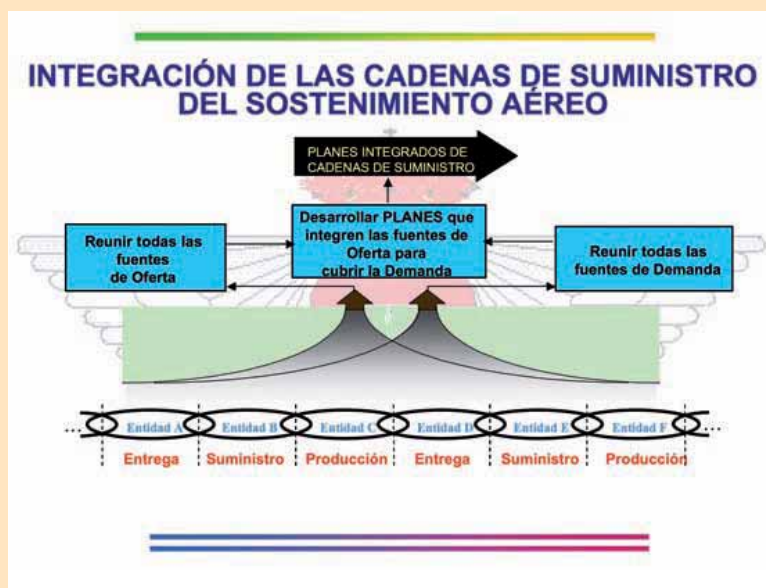 INTEGRACIÓN DE LAS CADENAS DE SUMINISTRO
DEL SOSTENIMIENTO AÉREO
PLANES INTEGRADOS DE
CADENAS DE SUMINISTRO
Reunir todas las
fuentes
de Oferta
Desarrollar PLANES que
integren las fuentes de
Oferta para
cubrir la Demanda
Reunir todas las
fuentes de Demanda
... Entidad A Entidad B Entidad C Entidad D Entidad E Entidad F ...
Entrega Suministro Producción Entrega Suministro Producción